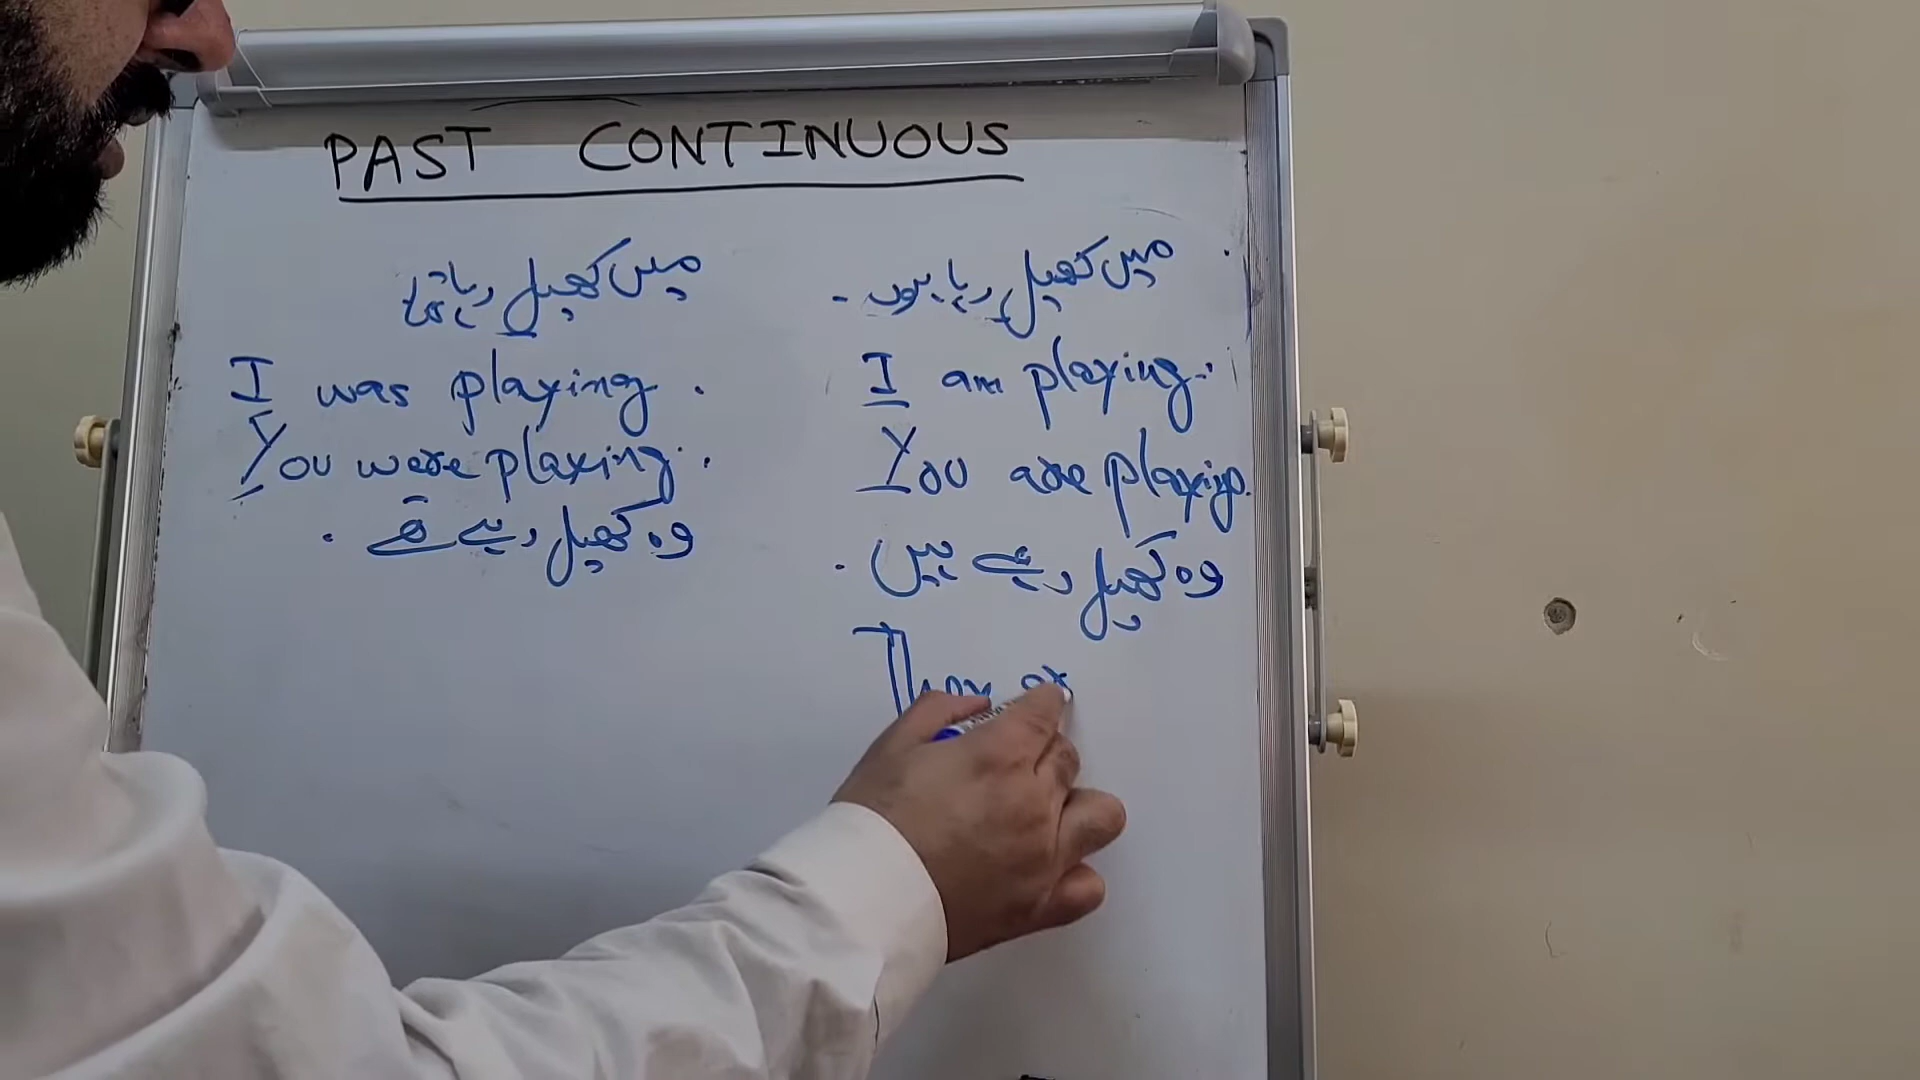 PAST CONTINUOUS
میں کھیل رہا تھا
I was playing.
You were playing.
وہ کھیل رہے تھے.
میں کھیل رہا ہوں.
I am playing.
You are playing.
وہ کھیل رہے ہیں.
They